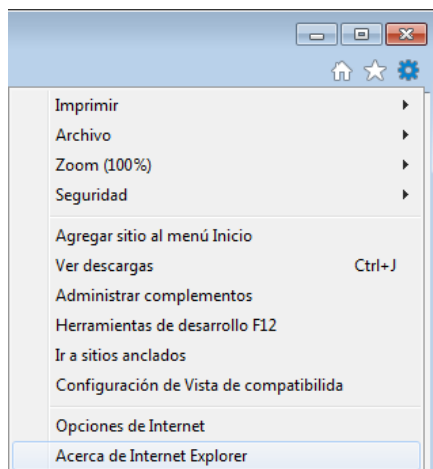 Imprimir
Archivo
Zoom (100%)
Seguridad
Agregar sitio al menú Inicio
Ver descargas Ctrl+J
Administrar complementos
Herramientas de desarrollo F12
Ir a sitios anclados
Configuración de Vista de compatibilida
Opciones de Internet
Acerca de Internet Explorer